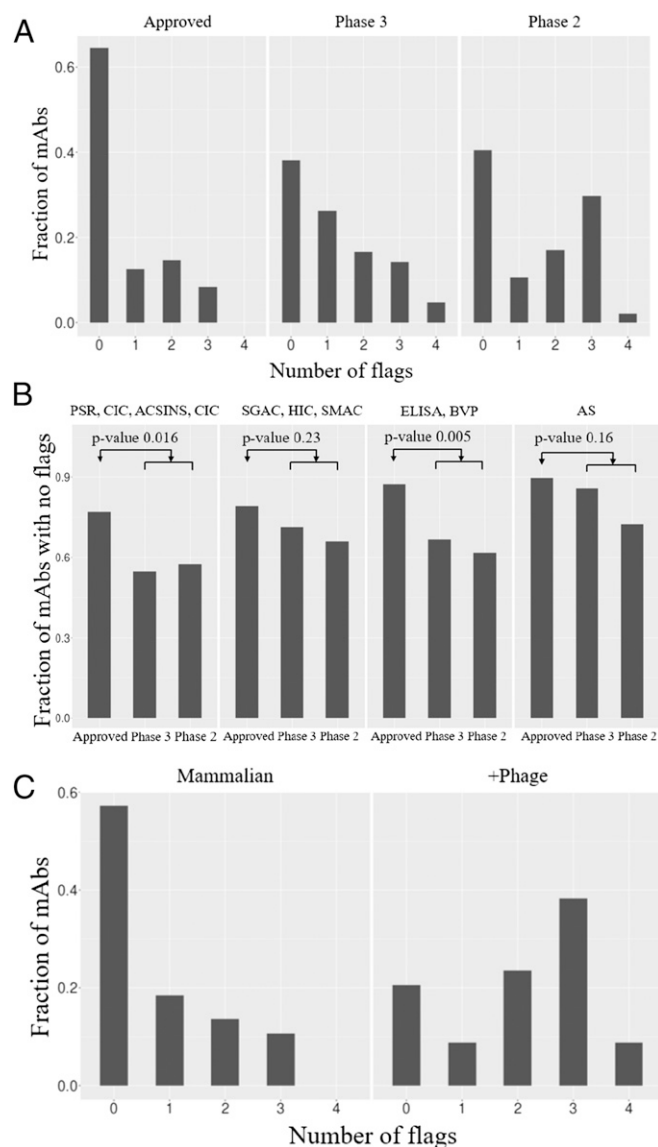 A
Approved Phase 3 Phase 2
Fraction of mAbs
0.6
0.4
0.2
0.0
0 1 2 3 4 0 1 2 3 4 0 1 2 3 4
Number of flags
B
PSR, CIC, ACSINS, CIC SGAC, HIC, SMAC ELISA, BVP AS
p-value 0.016 p-value 0.23 p-value 0.005 p-value 0.16
Fraction of mAbs with no flags
0.9
0.6
0.3
0.0
Approved Phase 3 Phase 2 Approved Phase 3 Phase 2 Approved Phase 3 Phase 2 Approved Phase 3 Phase 2
C
Mammalian +Phage
Fraction of mAbs
0.6
0.4
0.2
0.0
0 1 2 3 4 0 1 2 3 4
Number of flags